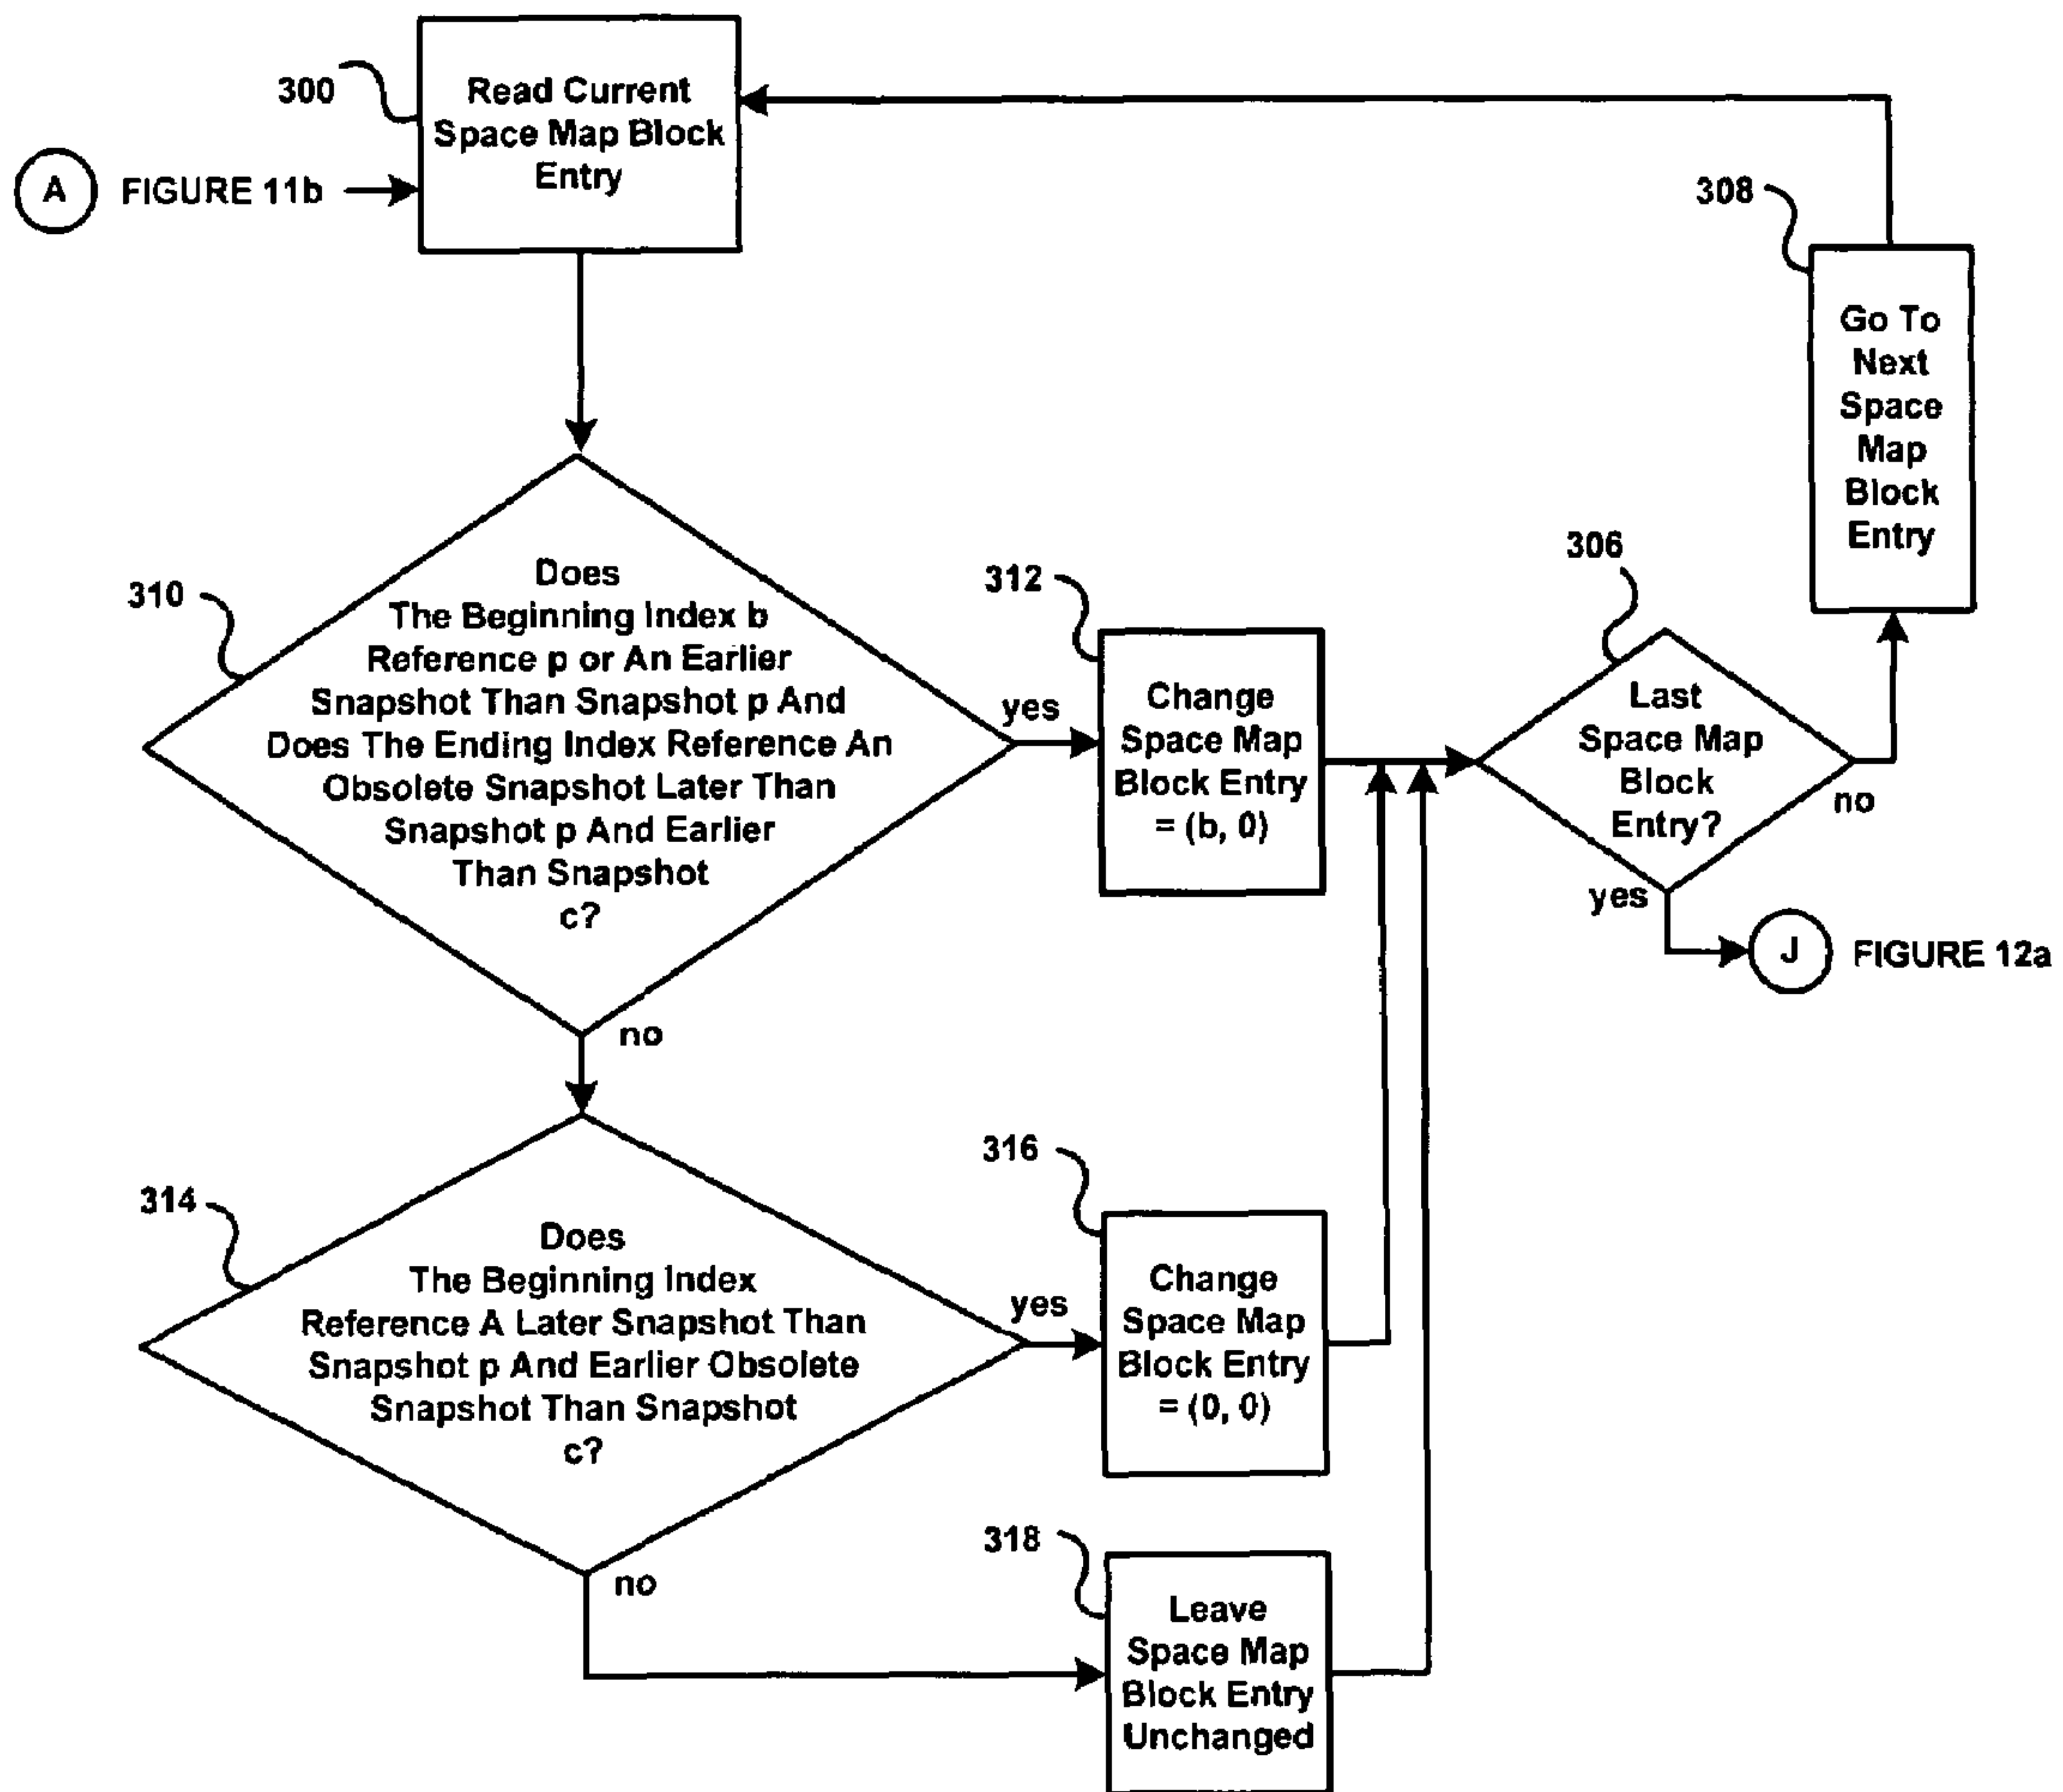 300
Read Current
Space Map Block
Entry
A
FIGURE 11b
308
Go To
Next
Space
Map
Block
Entry
310
Does
The Beginning Index b
Reference p or An Earlier
Snapshot Than Snapshot p And
Does The Ending Index Reference An
Obsolete Snapshot Later Than
Snapshot p And Earlier
Than Snapshot
c?
yes
no
312
Change
Space Map
Block Entry
= (b, 0)
306
Last
Space Map
Block
Entry?
no
yes
J
FIGURE 12a
314
Does
The Beginning Index
Reference A Later Snapshot Than
Snapshot p And Earlier Obsolete
Snapshot Than Snapshot
c?
yes
no
316
Change
Space Map
Block Entry
= (0, 0)
318
Leave
Space Map
Block Entry
Unchanged